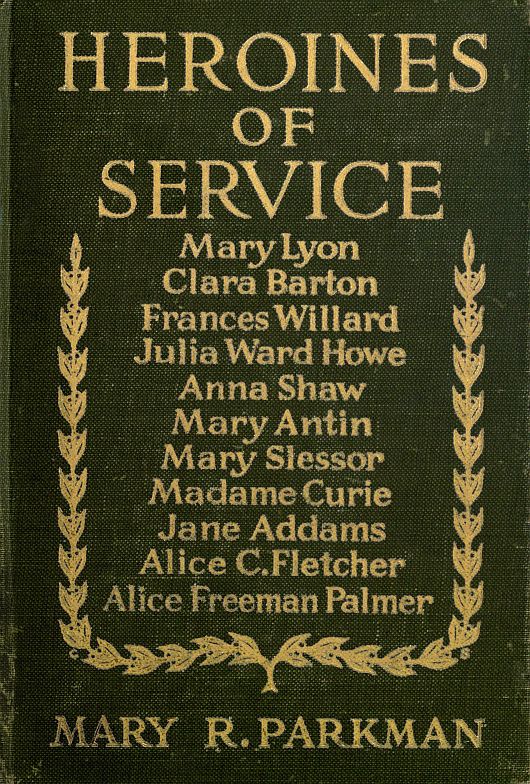 HEROINES
OF
SERVICE
Mary Lyon
Clara Barton
Frances Willard
Julia Ward Howe
Anna Shaw
Mary Antin
Mary Slessor
Madame Curie
Jane Addams
Alice C. Fletcher
Alice Freeman Palmer
C S
MARY R. PARKMAN